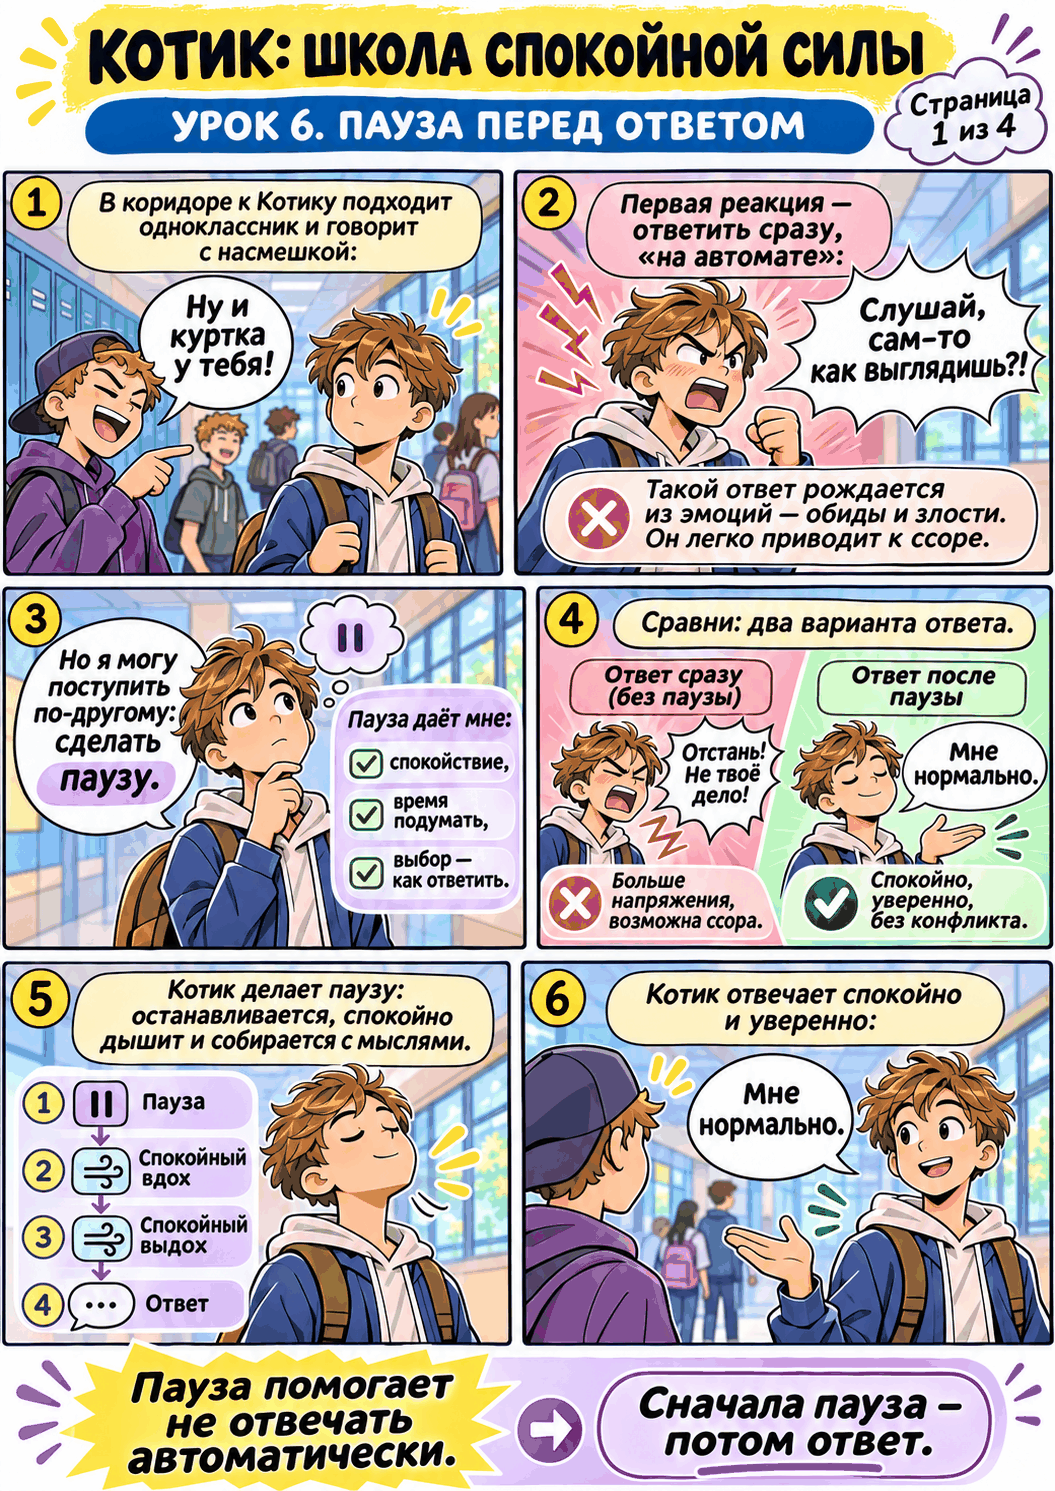 КОТИК: ШКОЛА СПОКОЙНОЙ СИЛЫ
УРОК 6. ПАУЗА ПЕРЕД ОТВЕТОМ
Страница
1 из 4
1
В коридоре к Котику подходит
одноклассник и говорит
с насмешкой:
Ну и
куртка
у тебя!
2
Первая реакция —
ответить сразу,
«на автомате»:
Слушай,
сам-то
как выглядишь?!
Такой ответ рождается
из эмоций — обиды и злости.
Он легко приводит к ссоре.
3
Но я могу
поступить
по-другому:
сделать
паузу.
Пауза даёт мне:
спокойствие,
время
подумать,
выбор —
как ответить.
4
Сравни: два варианта ответа.
Ответ сразу
(без паузы)
Отстань!
Не твоё
дело!
Больше
напряжения,
возможна ссора.
Ответ после
паузы
Мне
нормально.
Спокойно,
уверенно,
без конфликта.
5
Котик делает паузу:
останавливается, спокойно
дышит и собирается с мыслями.
1 Пауза
2 Спокойный
вдох
3 Спокойный
выдох
4 Ответ
6
Котик отвечает спокойно
и уверенно:
Мне
нормально.
Пауза помогает
не отвечать
автоматически.
Сначала пауза –
потом ответ.